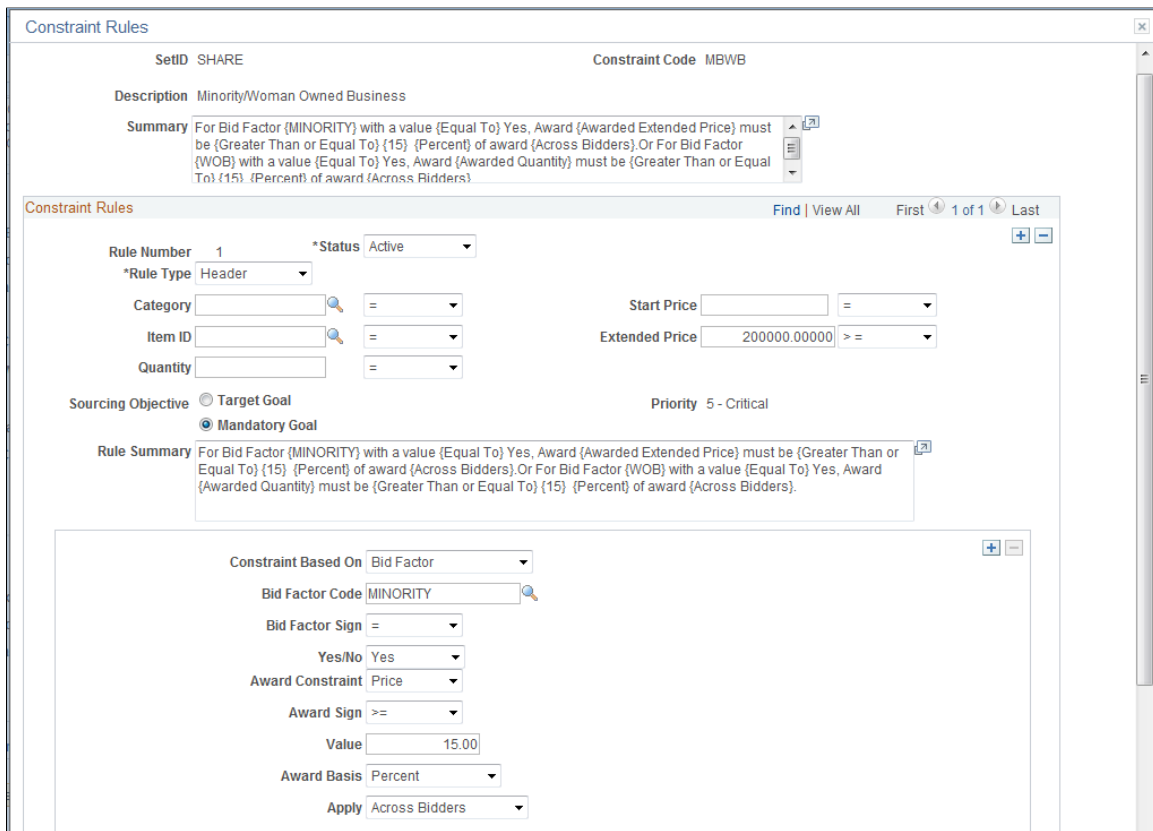 Constraint Rules
SetID SHARE Constraint Code MBWB
Description Minority/Woman Owned Business
Summary For Bid Factor {MINORITY} with a value {Equal To} Yes, Award {Awarded Extended Price} must
be {Greater Than or Equal To} {15} {Percent} of award {Across Bidders}.Or For Bid Factor
{WOB} with a value {Equal To} Yes, Award {Awarded Quantity} must be {Greater Than or Equal
To} {15} {Percent} of award {Across Bidders}
Constraint Rules Find | View All First 1 of 1 Last
Rule Number 1 *Status Active
*Rule Type Header
Category = Start Price =
Item ID = Extended Price 200000.00000 > =
Quantity =
Sourcing Objective Target Goal Priority 5 - Critical
Mandatory Goal
Rule Summary For Bid Factor {MINORITY} with a value {Equal To} Yes, Award {Awarded Extended Price} must be {Greater Than or
Equal To} {15} {Percent} of award {Across Bidders}.Or For Bid Factor {WOB} with a value {Equal To} Yes, Award
{Awarded Quantity} must be {Greater Than or Equal To} {15} {Percent} of award {Across Bidders}.
Constraint Based On Bid Factor
Bid Factor Code MINORITY
Bid Factor Sign =
Yes/No Yes
Award Constraint Price
Award Sign >=
Value 15.00
Award Basis Percent
Apply Across Bidders